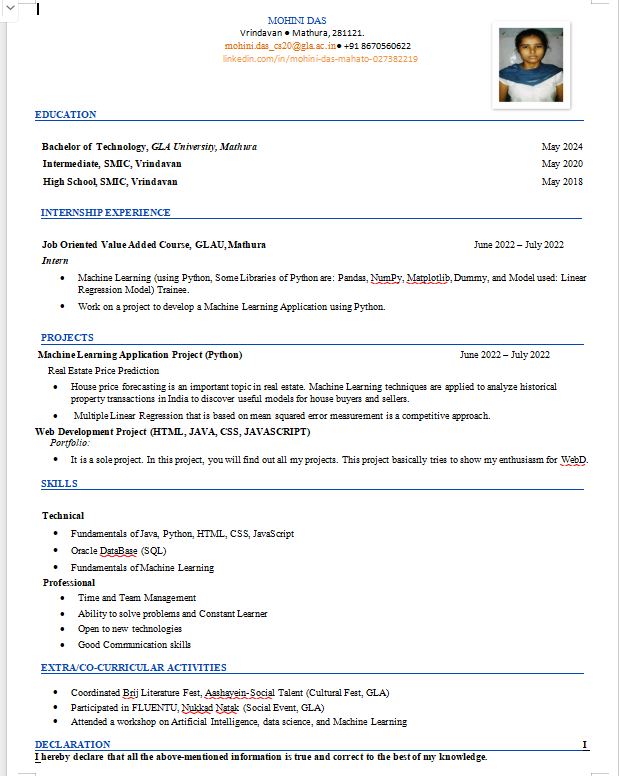 MOHINI DAS
Vrindavan ● Mathura, 281121.
mohini.das_cs20@gla.ac.in● +91 8670560622
linkedin.com/in/mohini-das-mahato-027382219
EDUCATION
Bachelor of Technology, GLA University, Mathura May 2024
Intermediate, SMIC, Vrindavan May 2020
High School, SMIC, Vrindavan May 2018
INTERNSHIP EXPERIENCE
Job Oriented Value Added Course, GLAU, Mathura June 2022 – July 2022
Intern
• Machine Learning (using Python, Some Libraries of Python are: Pandas, NumPy, Matplotlib, Dummy, and Model used: Linear
Regression Model) Trainee.
• Work on a project to develop a Machine Learning Application using Python.
PROJECTS
Machine Learning Application Project (Python) June 2022 – July 2022
Real Estate Price Prediction
• House price forecasting is an important topic in real estate. Machine Learning techniques are applied to analyze historical
property transactions in India to discover useful models for house buyers and sellers.
• Multiple Linear Regression that is based on mean squared error measurement is a competitive approach.
Web Development Project (HTML, JAVA, CSS, JAVASCRIPT)
Portfolio:
• It is a sole project. In this project, you will find out all my projects. This project basically tries to show my enthusiasm for WebD.
SKILLS
Technical
• Fundamentals of Java, Python, HTML, CSS, JavaScript
• Oracle DataBase (SQL)
• Fundamentals of Machine Learning
Professional
• Time and Team Management
• Ability to solve problems and Constant Learner
• Open to new technologies
• Good Communication skills
EXTRA/CO-CURRICULAR ACTIVITIES
• Coordinated Brij Literature Fest, Aashayein-Social Talent (Cultural Fest, GLA)
• Participated in FLUENTU, Nukkad Natak (Social Event, GLA)
• Attended a workshop on Artificial Intelligence, data science, and Machine Learning
DECLARATION I
I hereby declare that all the above-mentioned information is true and correct to the best of my knowledge.